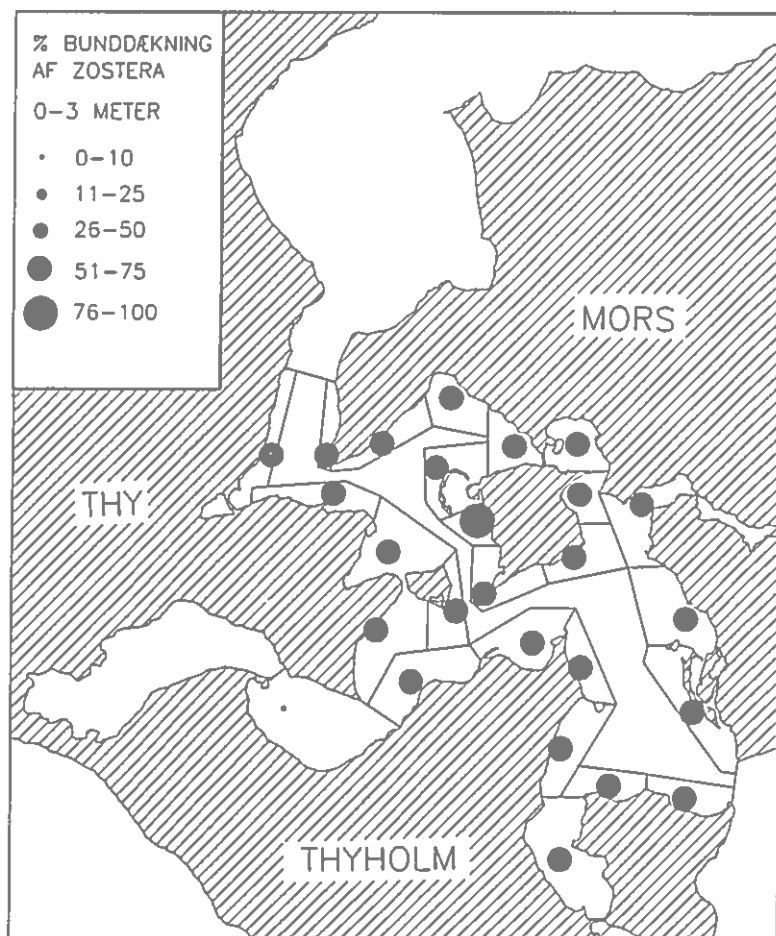 % BUNDDÆKNING
AF ZOSTERA
0-3 METER
0-10
11-25
26-50
51-75
76-100
MORS
THY
THYHOLM